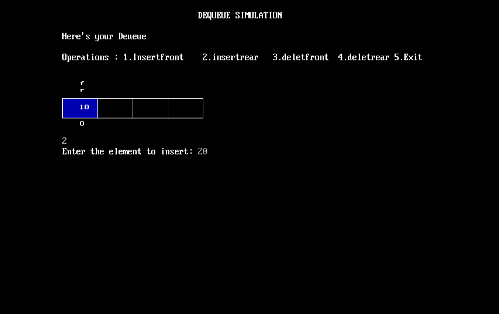 DEQUEUE SIMULATION
Here's your Deueue
Operations : 1.Insertfront 2.insertrear 3.deletfront 4.deletrear 5.Exit
f
r
10
0
2
Enter the element to insert: 20